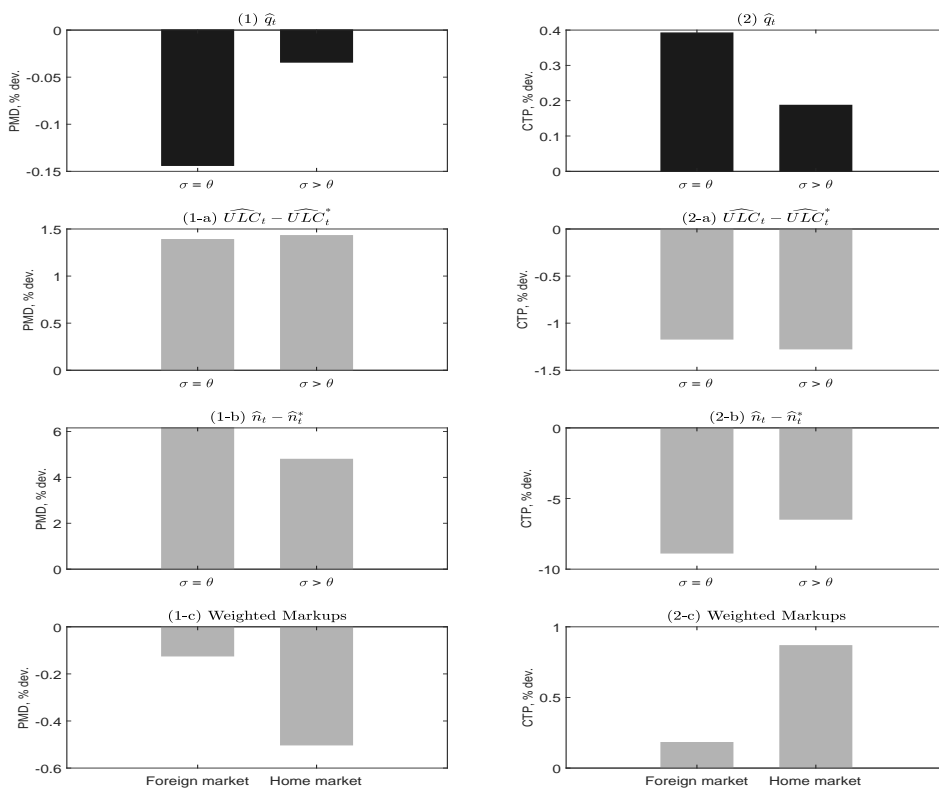 (1) q̂ₜ
(2) q̂ₜ
0
-0.05
-0.1
-0.15
PMD, % dev.
σ = θ
σ > θ
Foreign market
Home market
0.4
0.3
0.2
0.1
0
CTP, % dev.
σ = θ
σ > θ
Foreign market
Home market
(1-a) U͡LCₜ − U͡LCₜ*
(2-a) U͡LCₜ − U͡LCₜ*
1.5
1
0.5
0
PMD, % dev.
σ = θ
σ > θ
0
-0.5
-1
-1.5
CTP, % dev.
σ = θ
σ > θ
(1-b) n̂ₜ − n̂ₜ*
(2-b) n̂ₜ − n̂ₜ*
6
4
2
0
PMD, % dev.
σ = θ
σ > θ
0
-5
-10
CTP, % dev.
σ = θ
σ > θ
(1-c) Weighted Markups
(2-c) Weighted Markups
0
-0.2
-0.4
-0.6
PMD, % dev.
1
0.5
0
CTP, % dev.